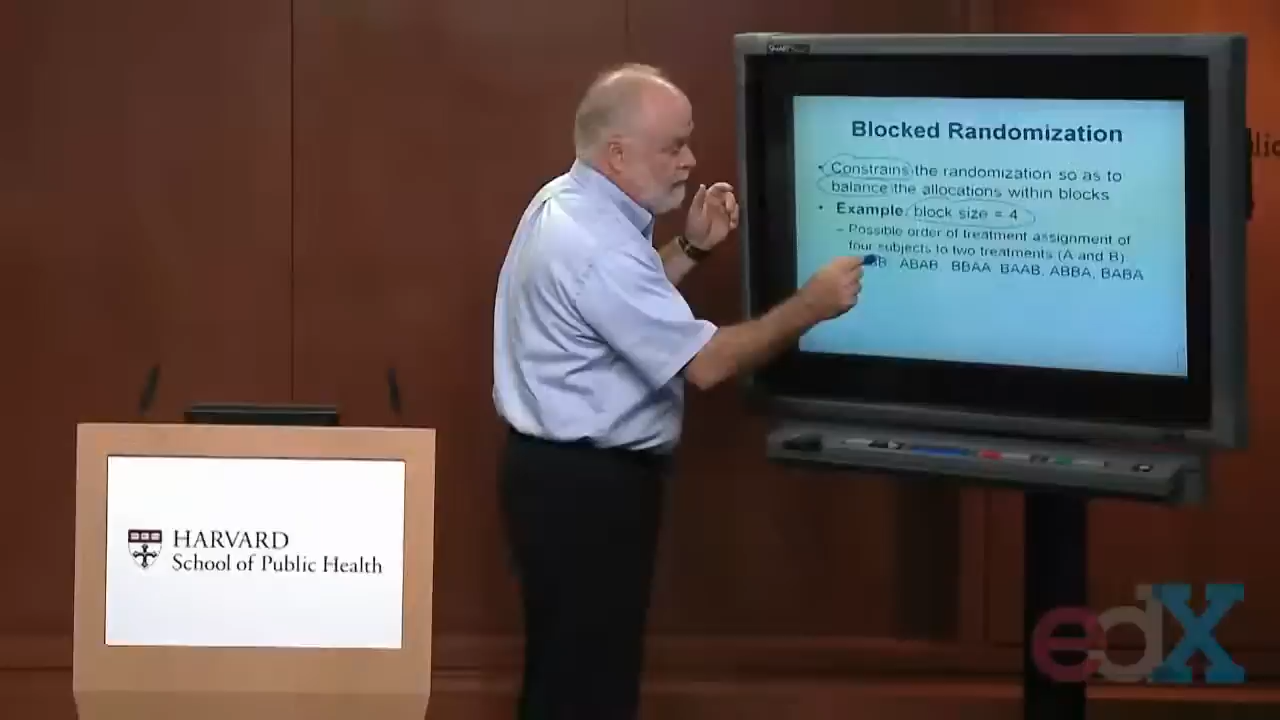 SMART
Blocked Randomization
• Constrains the randomization so as to
balance the allocations within blocks
• Example: block size = 4
– Possible order of treatment assignment of
four subjects to two treatments (A and B):
BB, ABAB, BBAA, BAAB, ABBA, BABA
HARVARD
School of Public Health
edX